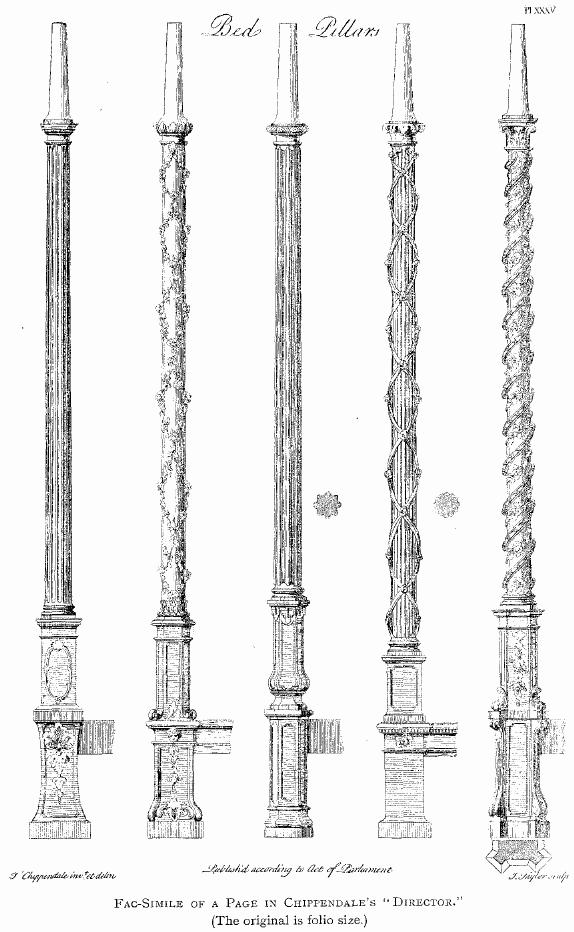 Pl XXXV
Bed Pillars
T Chippendale inv.t et delin
Publish'd according to Act of Parliament
J. Taylor sculp
FAC-SIMILE OF A PAGE IN CHIPPENDALE'S "DIRECTOR."
(The original is folio size.)